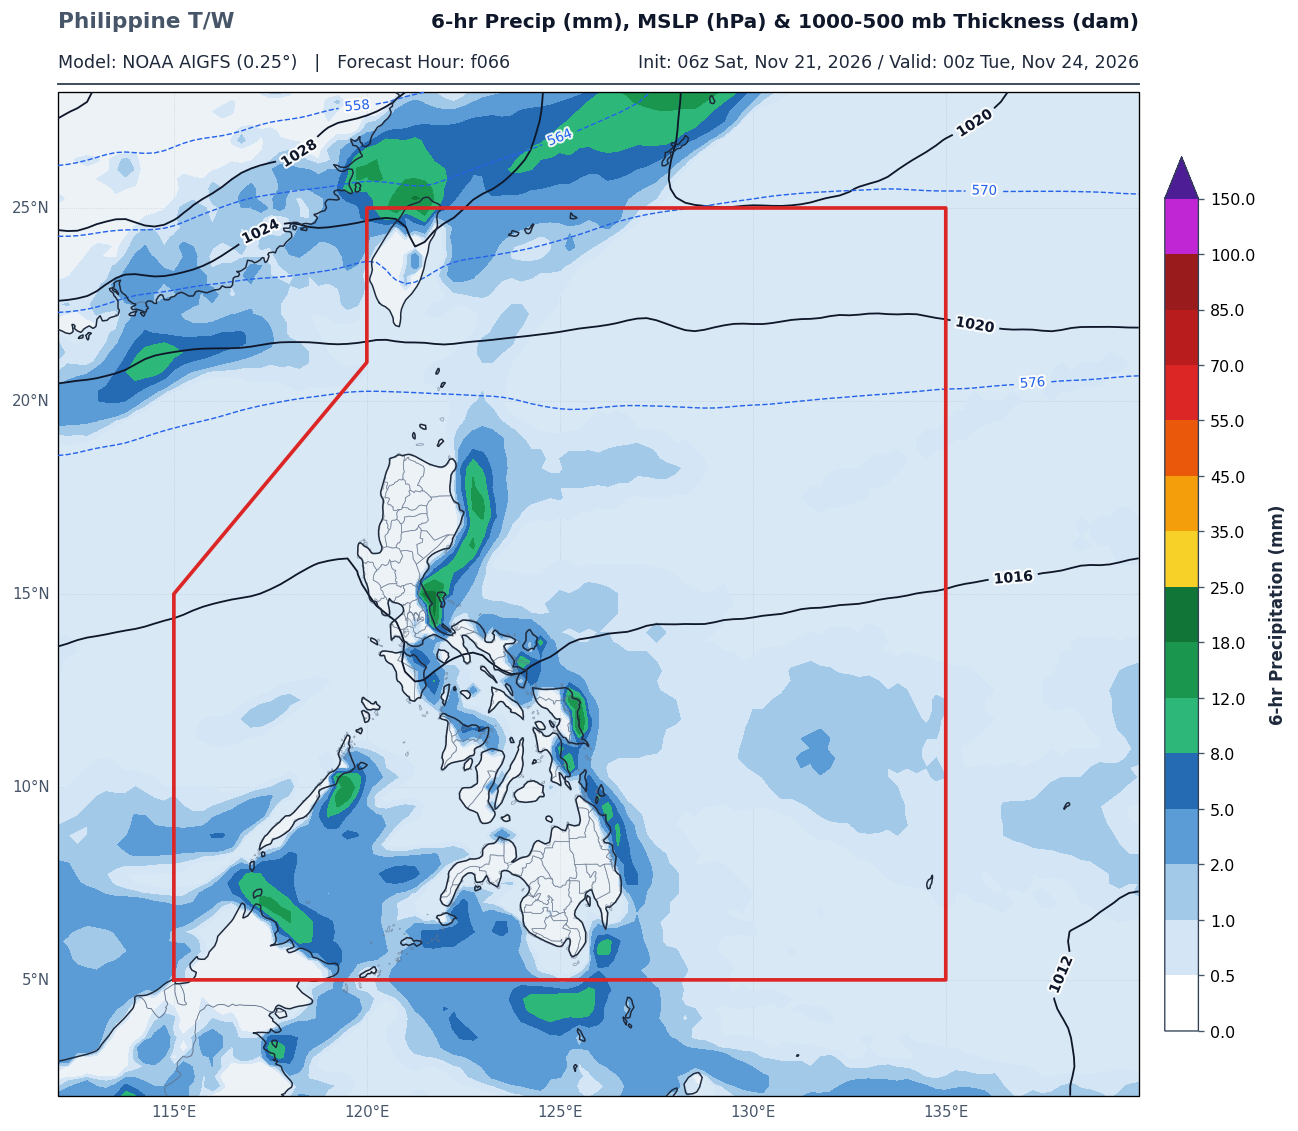 Philippine T/W
6-hr Precip (mm), MSLP (hPa) & 1000-500 mb Thickness (dam)
Model: NOAA AIGFS (0.25°) | Forecast Hour: f066
Init: 06z Sat, Nov 21, 2026 / Valid: 00z Tue, Nov 24, 2026
558
1028
564
1020
570
1024
1020
576
1016
1012
25°N
20°N
15°N
10°N
5°N
115°E
120°E
125°E
130°E
135°E
150.0
100.0
85.0
70.0
55.0
45.0
35.0
25.0
18.0
12.0
8.0
5.0
2.0
1.0
0.5
0.0
6-hr Precipitation (mm)